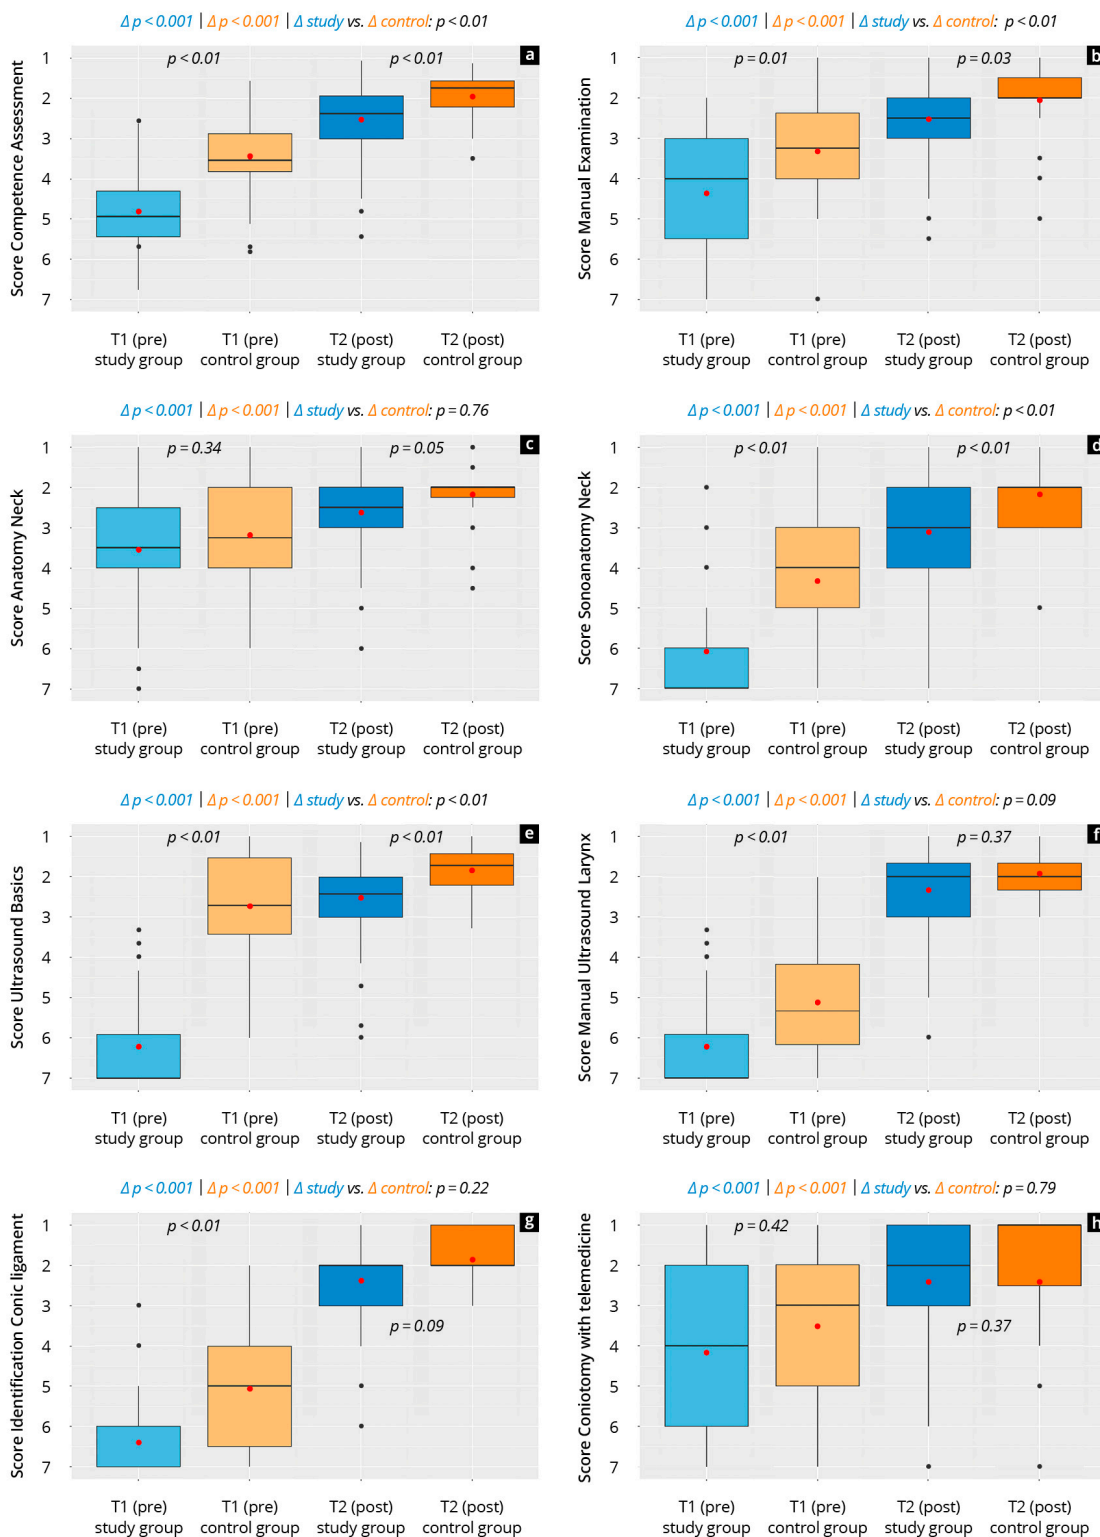 Δ p < 0.001 | Δ p < 0.001 | Δ study vs. Δ control: p < 0.01
a
p < 0.01
p < 0.01
Score Competence Assessment
1
2
3
4
5
6
7
T1 (pre) study group
T1 (pre) control group
T2 (post) study group
T2 (post) control group
Δ p < 0.001 | Δ p < 0.001 | Δ study vs. Δ control: p < 0.01
b
p = 0.01
p = 0.03
Score Manual Examination
1
2
3
4
5
6
7
T1 (pre) study group
T1 (pre) control group
T2 (post) study group
T2 (post) control group
Δ p < 0.001 | Δ p < 0.001 | Δ study vs. Δ control: p = 0.76
c
p = 0.34
p = 0.05
Score Anatomy Neck
1
2
3
4
5
6
7
T1 (pre) study group
T1 (pre) control group
T2 (post) study group
T2 (post) control group
Δ p < 0.001 | Δ p < 0.001 | Δ study vs. Δ control: p < 0.01
d
p < 0.01
p < 0.01
Score Sonoanatomy Neck
1
2
3
4
5
6
7
T1 (pre) study group
T1 (pre) control group
T2 (post) study group
T2 (post) control group
Δ p < 0.001 | Δ p < 0.001 | Δ study vs. Δ control: p < 0.01
e
p < 0.01
p < 0.01
Score Ultrasound Basics
1
2
3
4
5
6
7
T1 (pre) study group
T1 (pre) control group
T2 (post) study group
T2 (post) control group
Δ p < 0.001 | Δ p < 0.001 | Δ study vs. Δ control: p = 0.09
f
p < 0.01
p = 0.37
Score Manual Ultrasound Larynx
1
2
3
4
5
6
7
T1 (pre) study group
T1 (pre) control group
T2 (post) study group
T2 (post) control group
Δ p < 0.001 | Δ p < 0.001 | Δ study vs. Δ control: p = 0.22
g
p < 0.01
p = 0.09
Score Identification Conic ligament
1
2
3
4
5
6
7
T1 (pre) study group
T1 (pre) control group
T2 (post) study group
T2 (post) control group
Δ p < 0.001 | Δ p < 0.001 | Δ study vs. Δ control: p = 0.79
h
p = 0.42
p = 0.37
Score Coniotomy with telemedicine
1
2
3
4
5
6
7
T1 (pre) study group
T1 (pre) control group
T2 (post) study group
T2 (post) control group